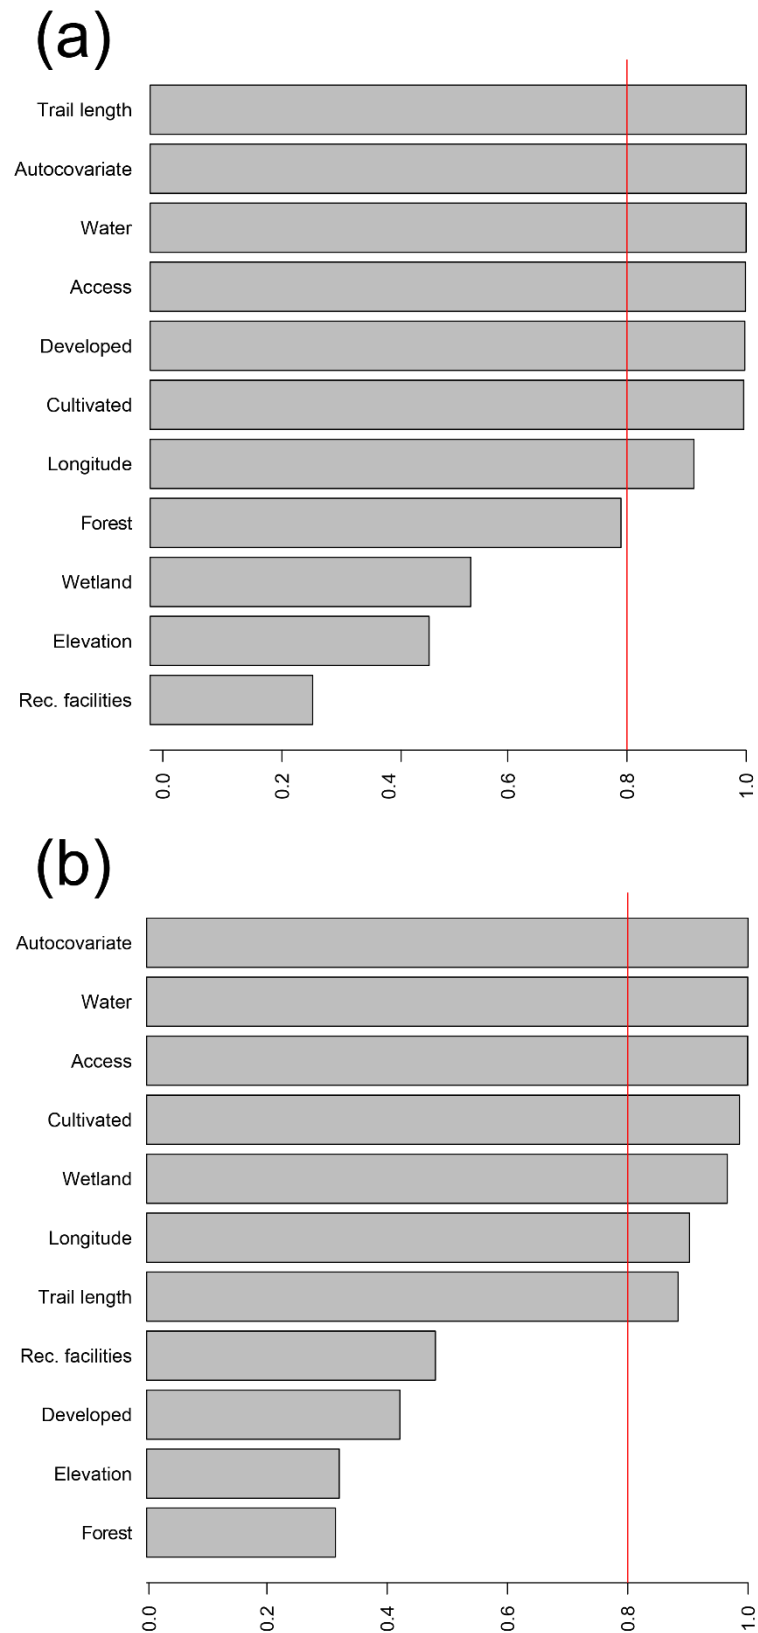 (a)
Trail length
Autocovariate
Water
Access
Developed
Cultivated
Longitude
Forest
Wetland
Elevation
Rec. facilities
0.0 0.2 0.4 0.6 0.8 1.0
(b)
Autocovariate
Water
Access
Cultivated
Wetland
Longitude
Trail length
Rec. facilities
Developed
Elevation
Forest
0.0 0.2 0.4 0.6 0.8 1.0